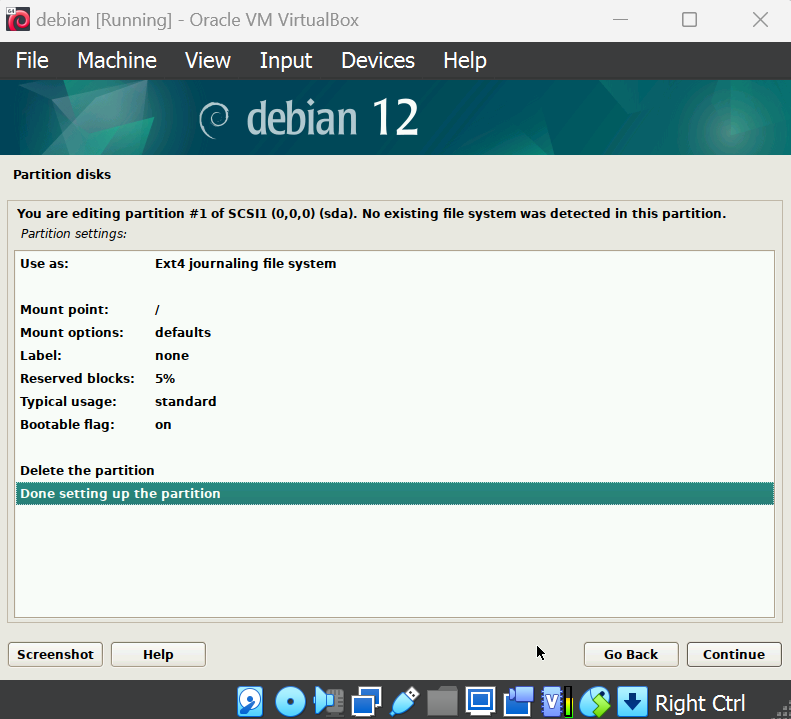 debian [Running] - Oracle VM VirtualBox
File Machine View Input Devices Help
debian 12
Partition disks
You are editing partition #1 of SCSI1 (0,0,0) (sda). No existing file system was detected in this partition.
Partition settings:
Use as: Ext4 journaling file system
Mount point: /
Mount options: defaults
Label: none
Reserved blocks: 5%
Typical usage: standard
Bootable flag: on
Delete the partition
Done setting up the partition
Screenshot Help Go Back Continue
Right Ctrl